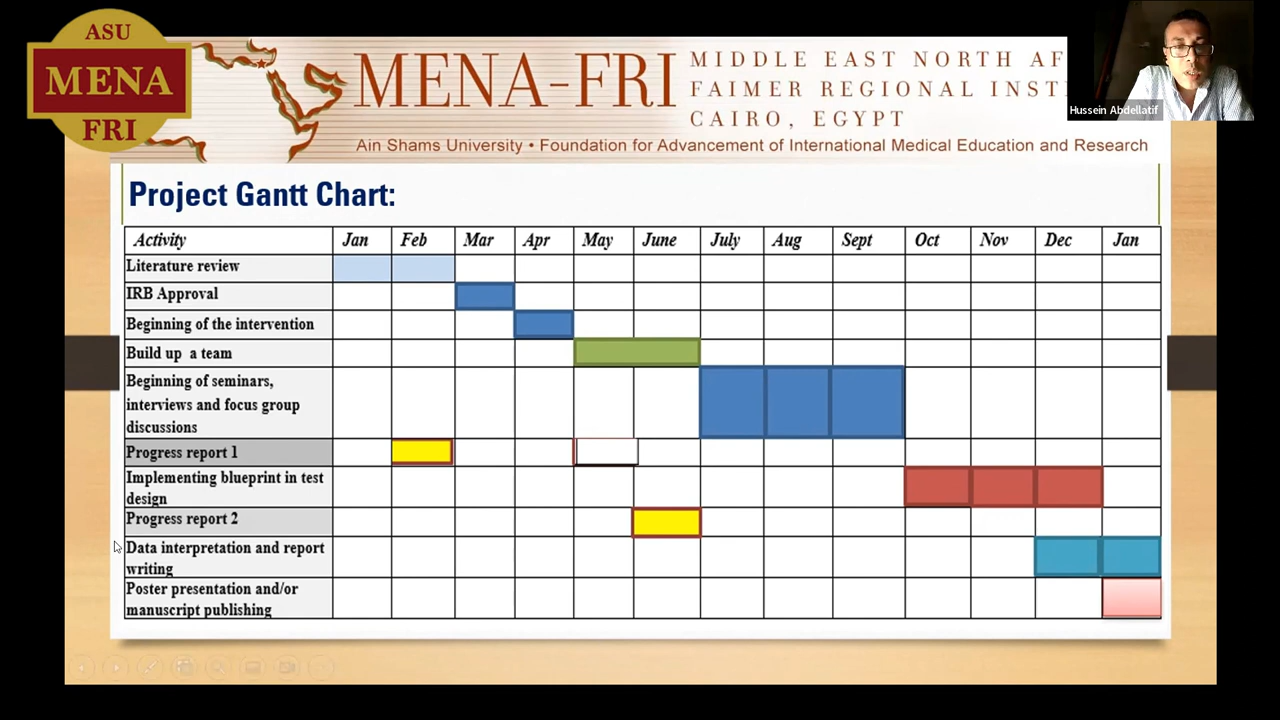 ASU
MENA
FRI
MENA-FRI
MIDDLE EAST NORTH AF
FAIMER REGIONAL INST
CAIRO, EGYPT
Ain Shams University • Foundation for Advancement of International Medical Education and Research
Hussein Abdellatif
Project Gantt Chart:
Activity Jan Feb Mar Apr May June July Aug Sept Oct Nov Dec Jan
Literature review
IRB Approval
Beginning of the intervention
Build up a team
Beginning of seminars,
interviews and focus group
discussions
Progress report 1
Implementing blueprint in test
design
Progress report 2
Data interpretation and report
writing
Poster presentation and/or
manuscript publishing